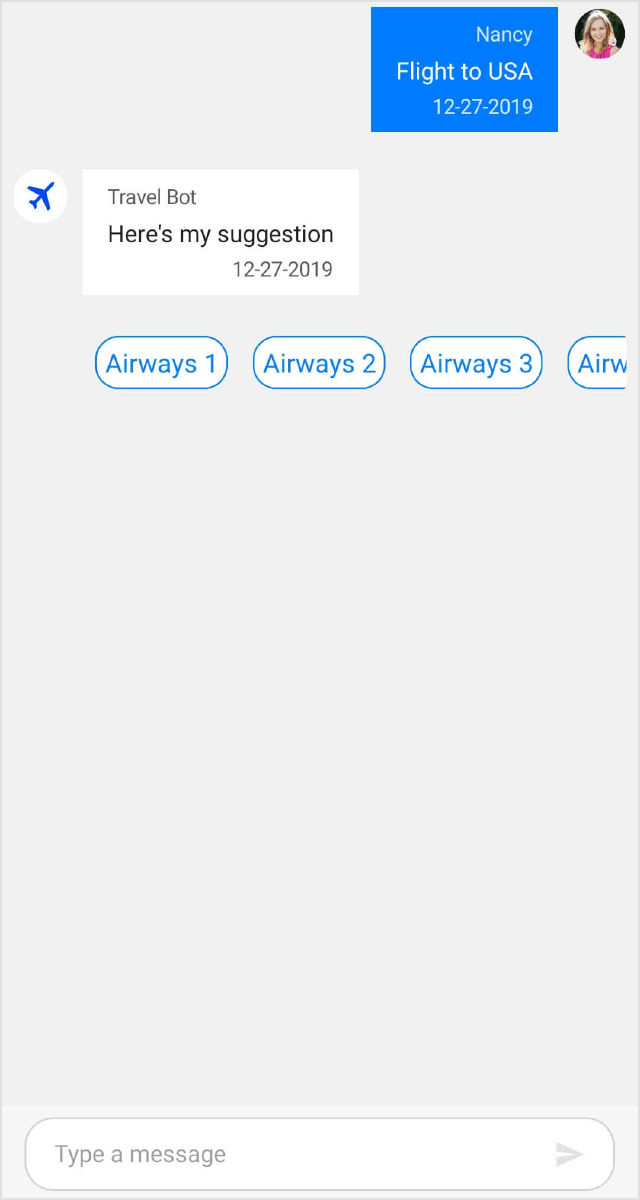 Nancy
Flight to USA
12-27-2019
Travel Bot
Here's my suggestion
12-27-2019
Airways 1 Airways 2 Airways 3 Airw
Type a message